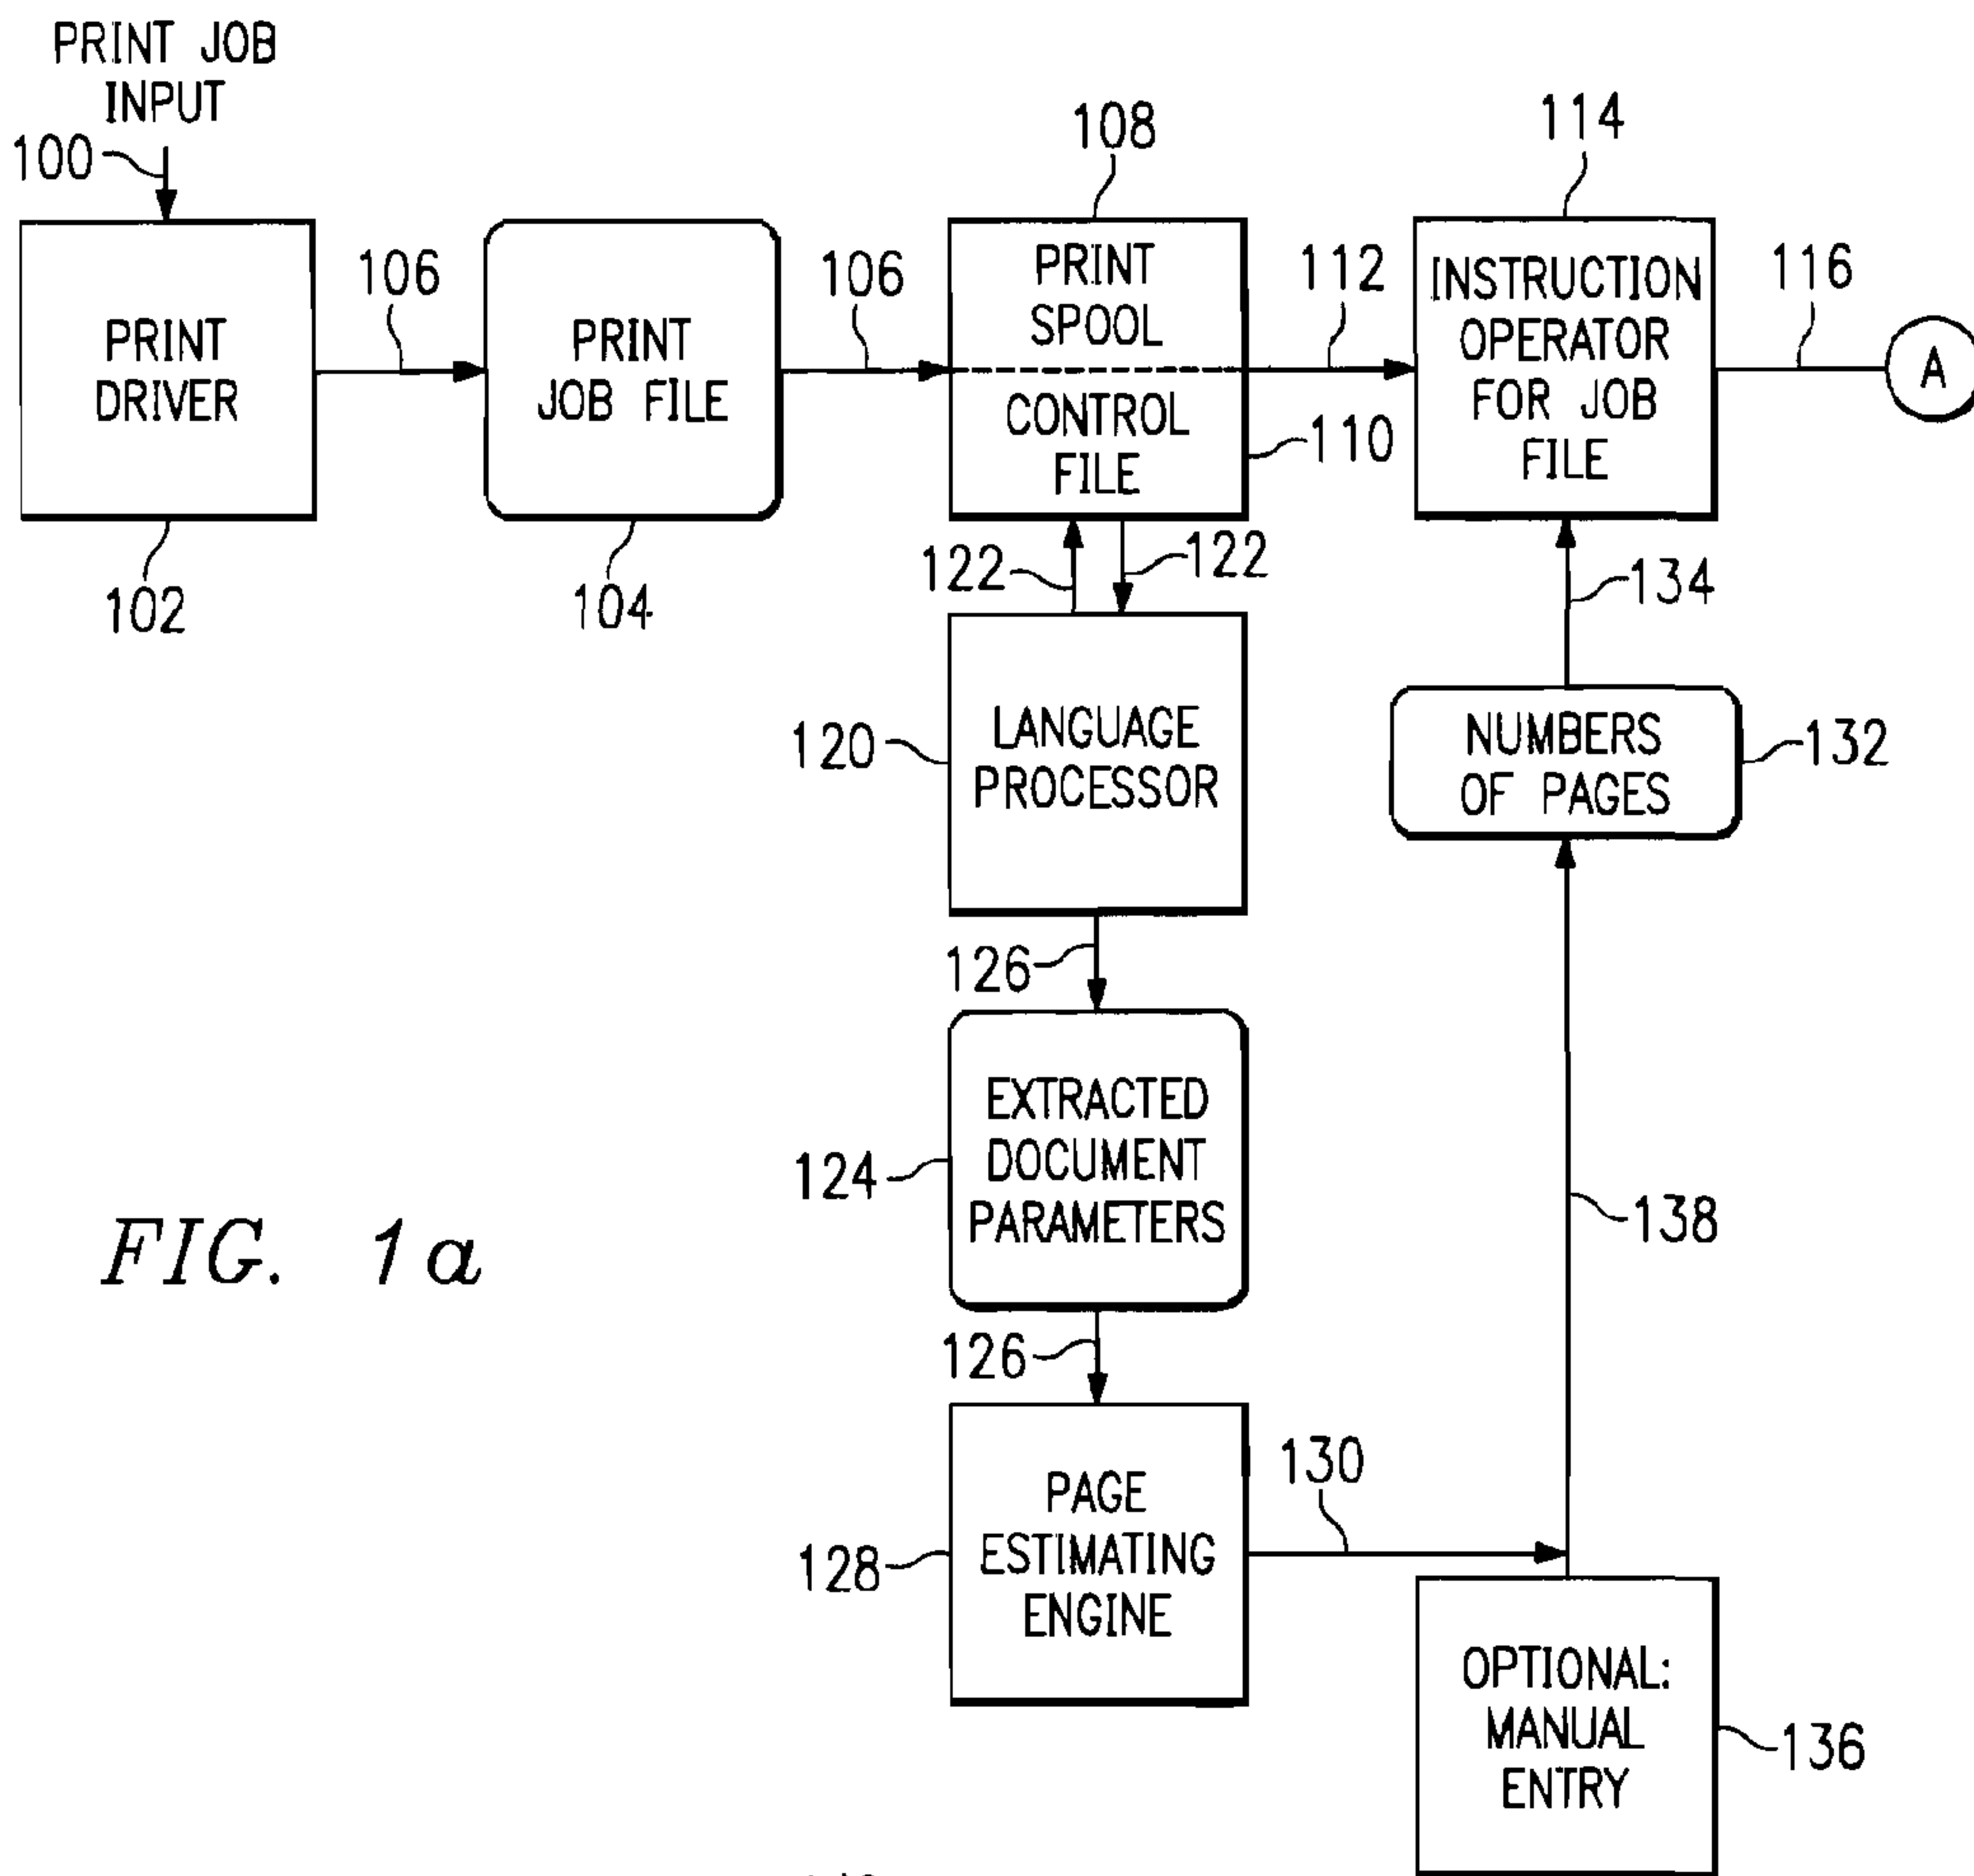 PRINT JOB
INPUT
100
102
PRINT
DRIVER
106
PRINT
JOB FILE
104
106
108
PRINT
SPOOL
CONTROL
FILE
110
112
114
INSTRUCTION
OPERATOR
FOR JOB
FILE
116
A
122
122
134
120
LANGUAGE
PROCESSOR
NUMBERS
OF PAGES
132
126
124
EXTRACTED
DOCUMENT
PARAMETERS
138
FIG. 1a
126
128
PAGE
ESTIMATING
ENGINE
130
OPTIONAL:
MANUAL
ENTRY
136